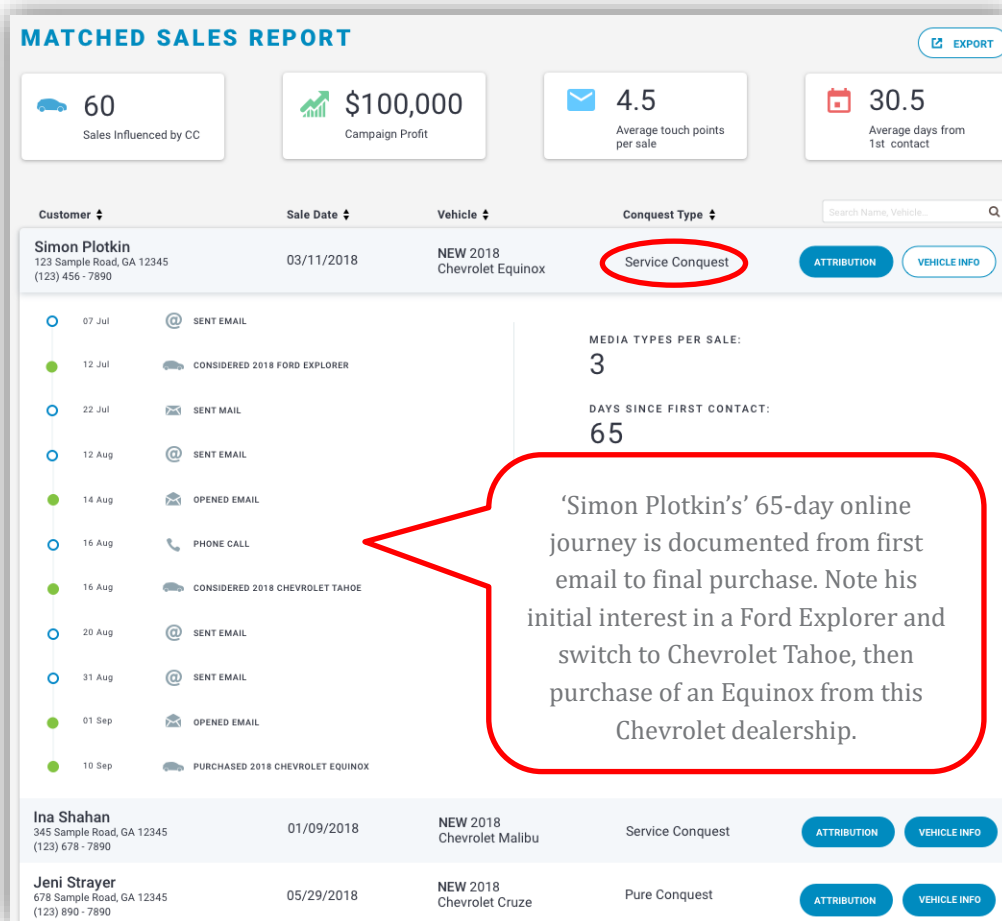 MATCHED SALES REPORT
EXPORT
60
Sales Influenced by CC
$100,000
Campaign Profit
4.5
Average touch points
per sale
30.5
Average days from
1st contact
Customer
Sale Date
Vehicle
Conquest Type
Search Name, Vehicle...
Simon Plotkin
123 Sample Road, GA 12345
(123) 456 - 7890
03/11/2018
NEW 2018
Chevrolet Equinox
Service Conquest
ATTRIBUTION
VEHICLE INFO
07 Jul @ SENT EMAIL
12 Jul CONSIDERED 2018 FORD EXPLORER
22 Jul SENT MAIL
12 Aug @ SENT EMAIL
14 Aug OPENED EMAIL
16 Aug PHONE CALL
16 Aug CONSIDERED 2018 CHEVROLET TAHOE
20 Aug @ SENT EMAIL
31 Aug @ SENT EMAIL
01 Sep OPENED EMAIL
10 Sep PURCHASED 2018 CHEVROLET EQUINOX
MEDIA TYPES PER SALE:
3
DAYS SINCE FIRST CONTACT:
65
‘Simon Plotkin’s’ 65-day online
journey is documented from first
email to final purchase. Note his
initial interest in a Ford Explorer and
switch to Chevrolet Tahoe, then
purchase of an Equinox from this
Chevrolet dealership.
Ina Shahan
345 Sample Road, GA 12345
(123) 678 - 7890
01/09/2018
NEW 2018
Chevrolet Malibu
Service Conquest
ATTRIBUTION
VEHICLE INFO
Jeni Strayer
678 Sample Road, GA 12345
(123) 890 - 7890
05/29/2018
NEW 2018
Chevrolet Cruze
Pure Conquest
ATTRIBUTION
VEHICLE INFO